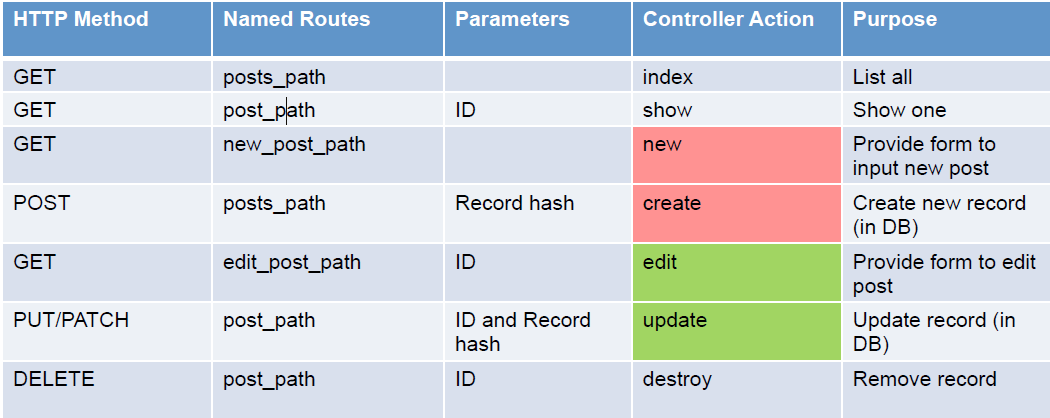 HTTP Method Named Routes Parameters Controller Action Purpose
GET posts_path index List all
GET post_path ID show Show one
GET new_post_path new Provide form to
input new post
POST posts_path Record hash create Create new record
(in DB)
GET edit_post_path ID edit Provide form to edit
post
PUT/PATCH post_path ID and Record update Update record (in
hash DB)
DELETE post_path ID destroy Remove record